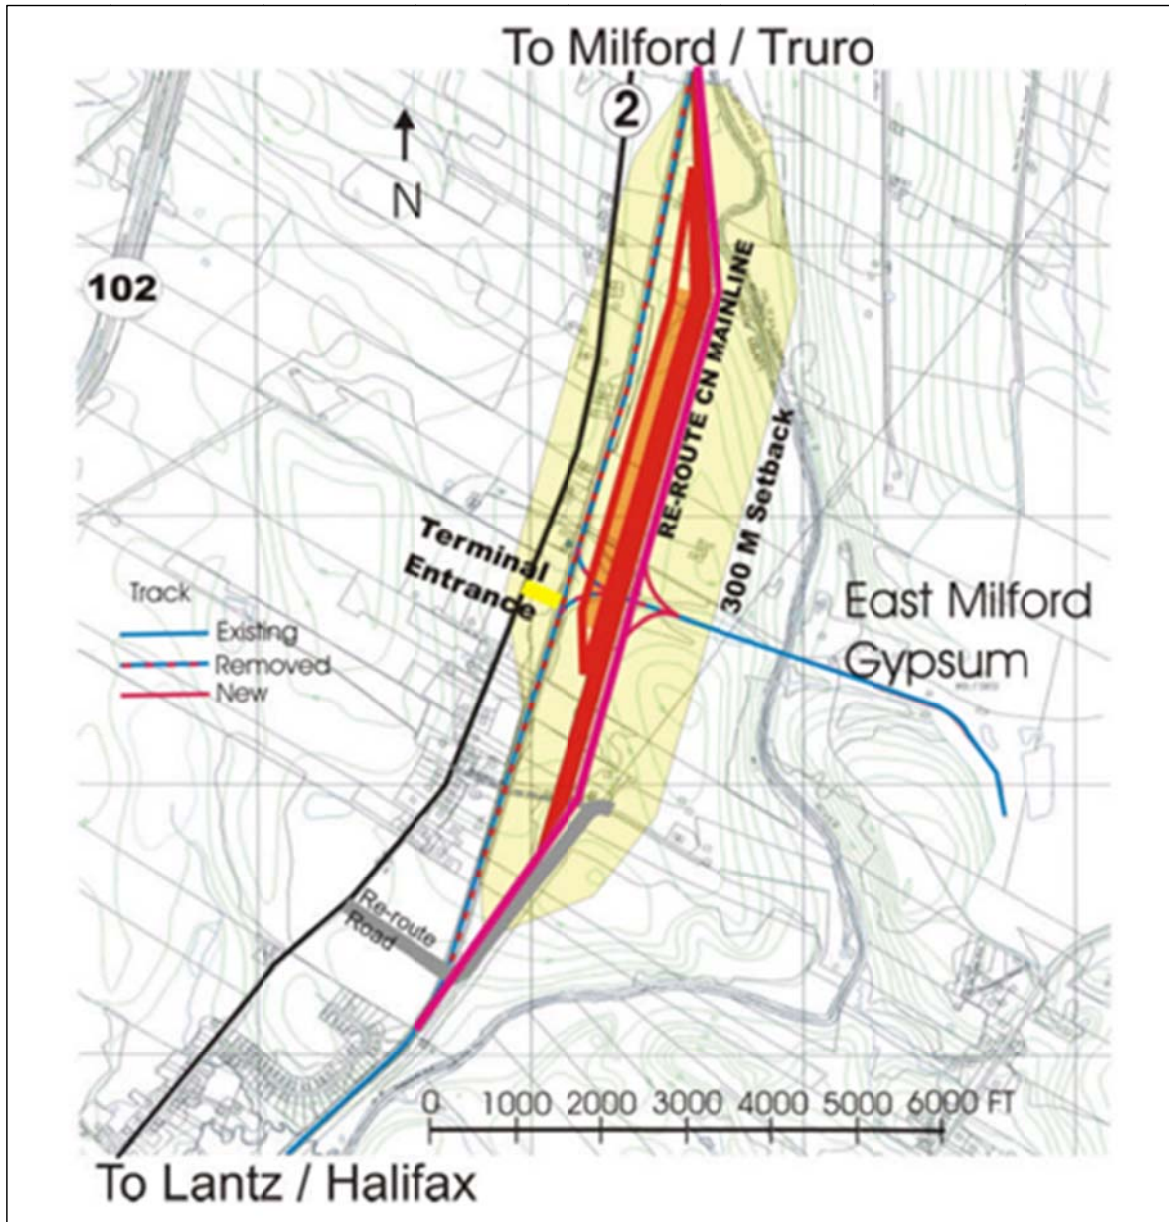 To Milford / Truro
2
N
102
RE-ROUTE CN MAINLINE
300 M Setback
Terminal
Entrance
Track
Existing
Removed
New
East Milford
Gypsum
Re-route
Road
0 1000 2000 3000 4000 5000 6000 FT
To Lantz / Halifax